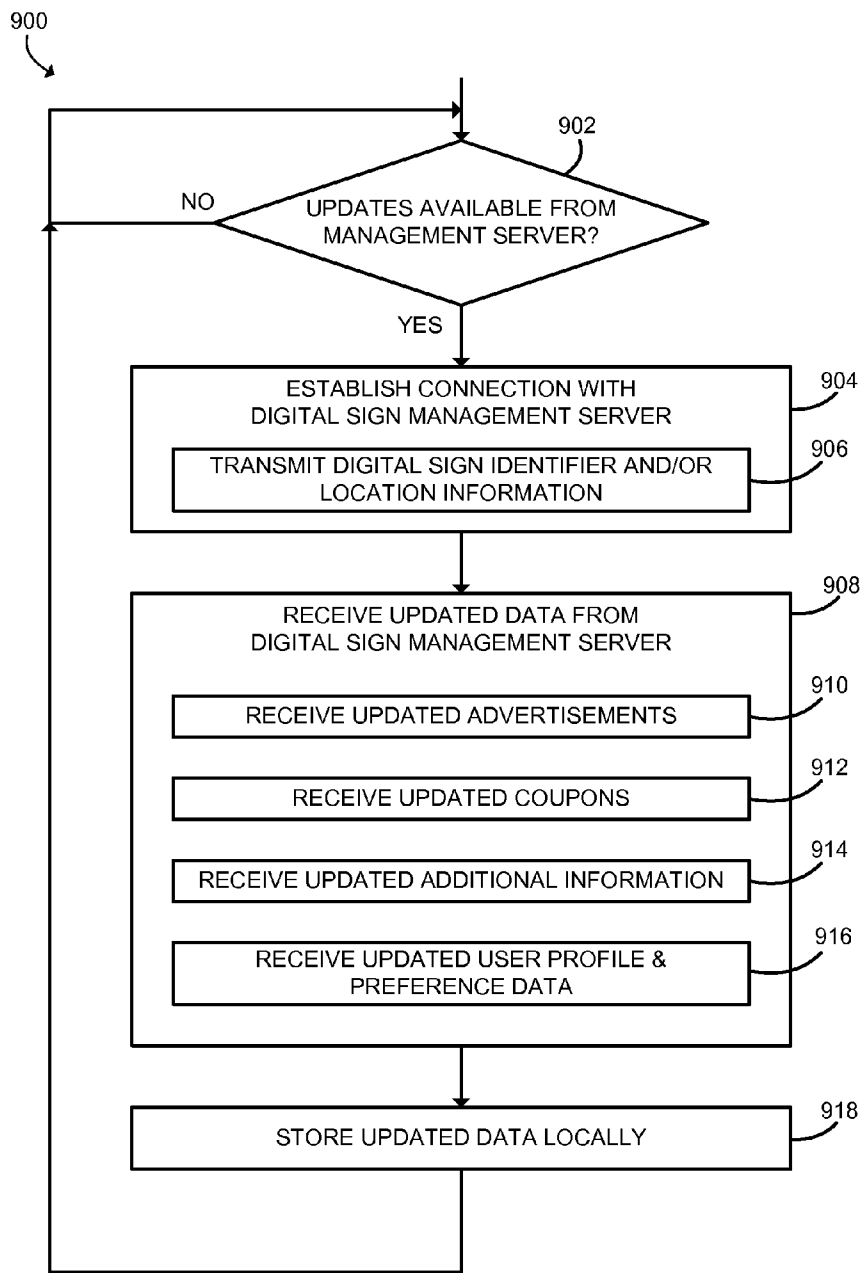 900
902
NO
UPDATES AVAILABLE FROM
MANAGEMENT SERVER?
YES
904
ESTABLISH CONNECTION WITH
DIGITAL SIGN MANAGEMENT SERVER
906
TRANSMIT DIGITAL SIGN IDENTIFIER AND/OR
LOCATION INFORMATION
908
RECEIVE UPDATED DATA FROM
DIGITAL SIGN MANAGEMENT SERVER
910
RECEIVE UPDATED ADVERTISEMENTS
912
RECEIVE UPDATED COUPONS
914
RECEIVE UPDATED ADDITIONAL INFORMATION
916
RECEIVE UPDATED USER PROFILE &
PREFERENCE DATA
918
STORE UPDATED DATA LOCALLY